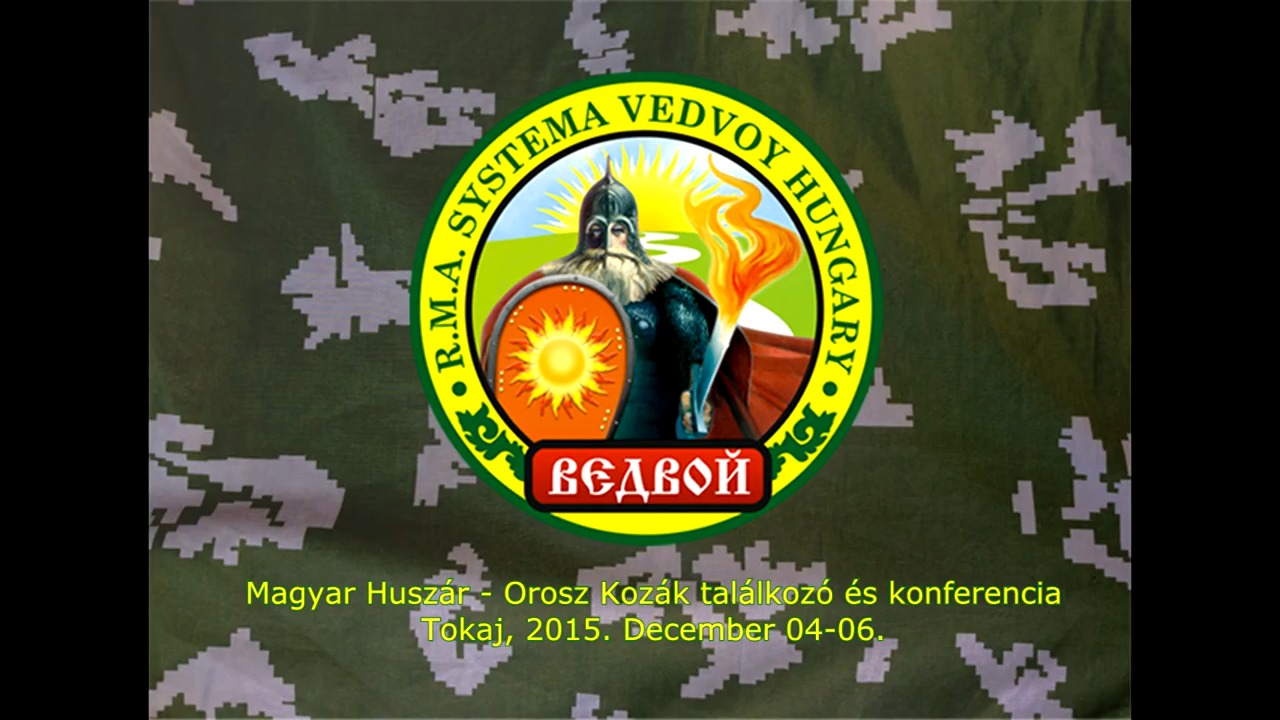 R.M.A. SYSTEMA VEDVOY HUNGARY
ВЕДВОЙ
Magyar Huszár - Orosz Kozák találkozó és konferencia
Tokaj, 2015. December 04-06.